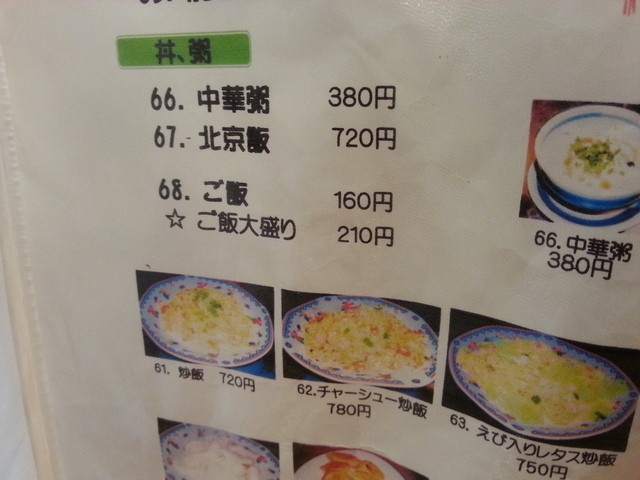 丼、粥
66. 中華粥 380円
67. 北京飯 720円
68. ご飯 160円
☆ ご飯大盛り 210円
66. 中華粥
380円
61. 炒飯 720円
62.チャーシュー炒飯
780円
63. えび入りレタス炒飯
750円